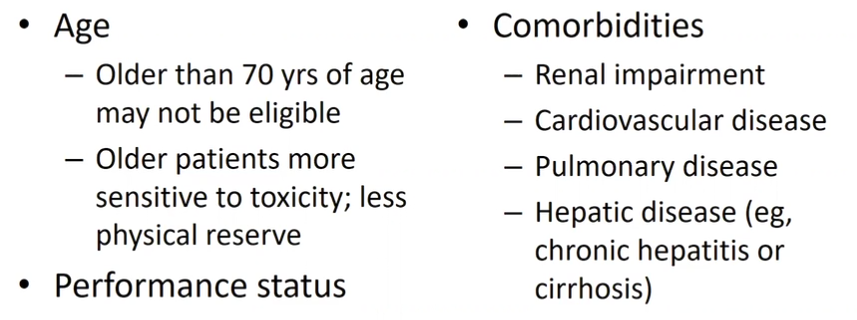 • Age
– Older than 70 yrs of age
may not be eligible
– Older patients more
sensitive to toxicity; less
physical reserve
• Performance status
• Comorbidities
– Renal impairment
– Cardiovascular disease
– Pulmonary disease
– Hepatic disease (eg,
chronic hepatitis or
cirrhosis)